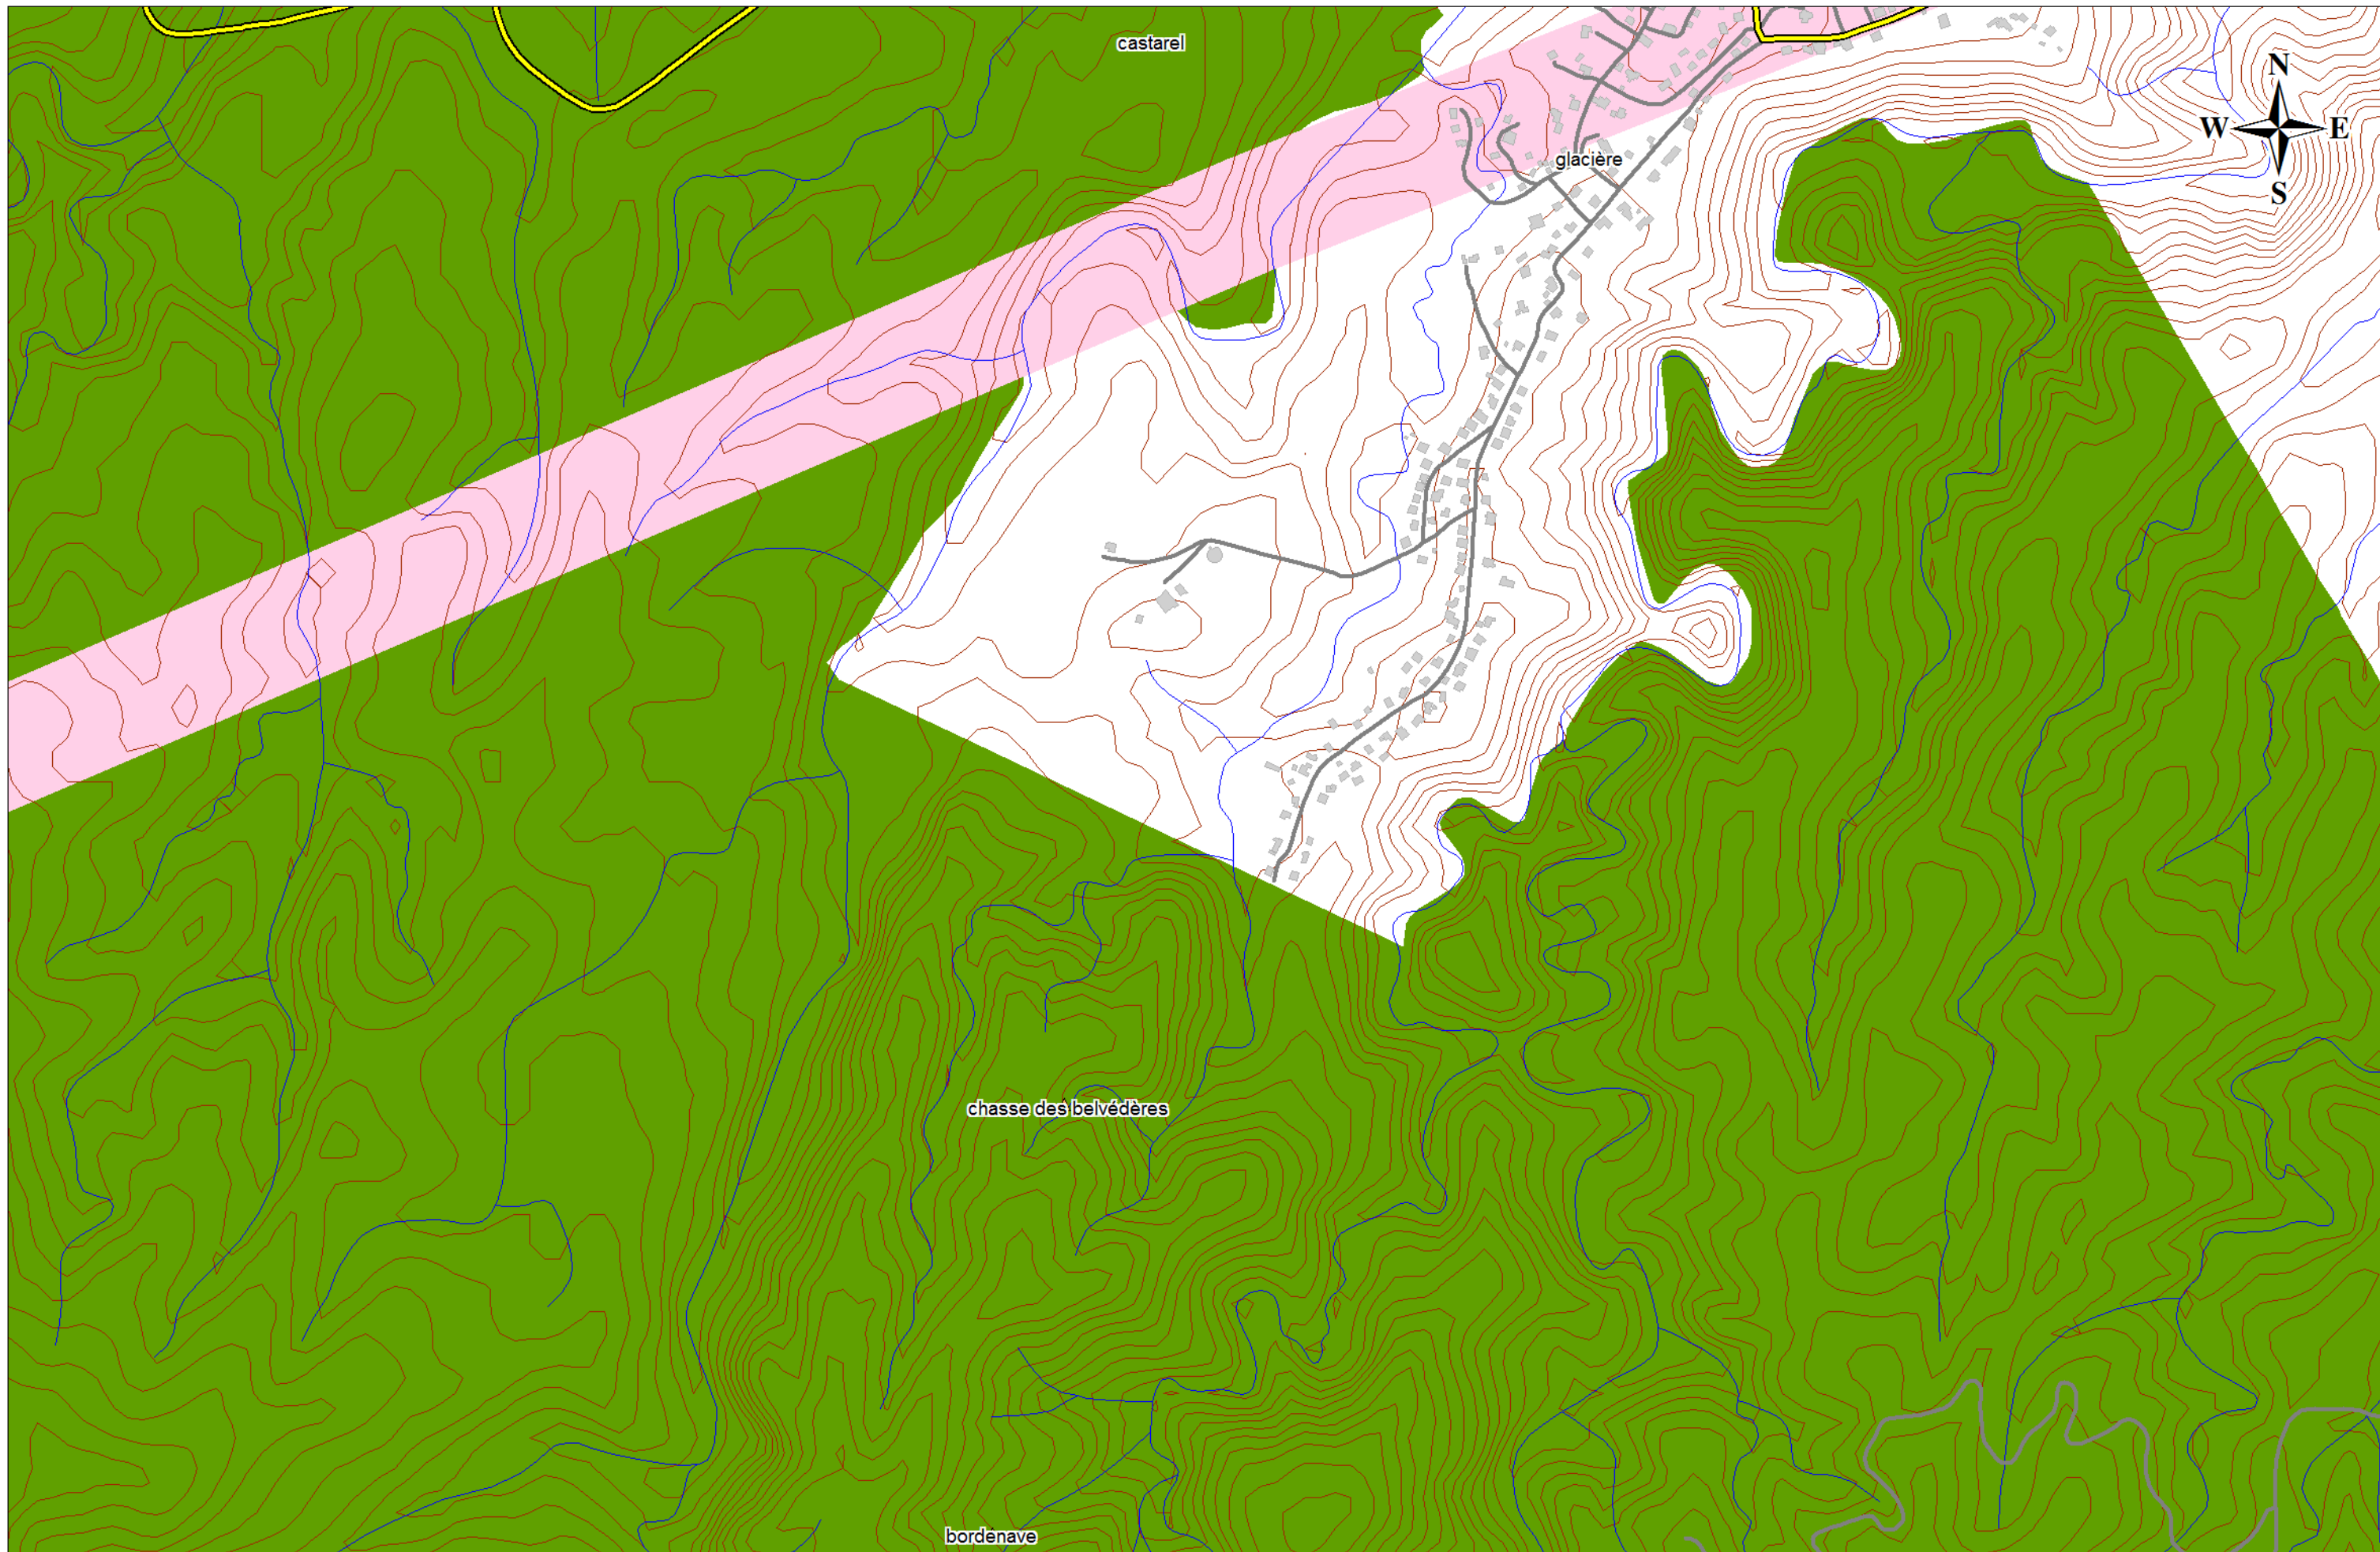 castarel
N
W E
S
glacière
chasse des belvédères
bordenave